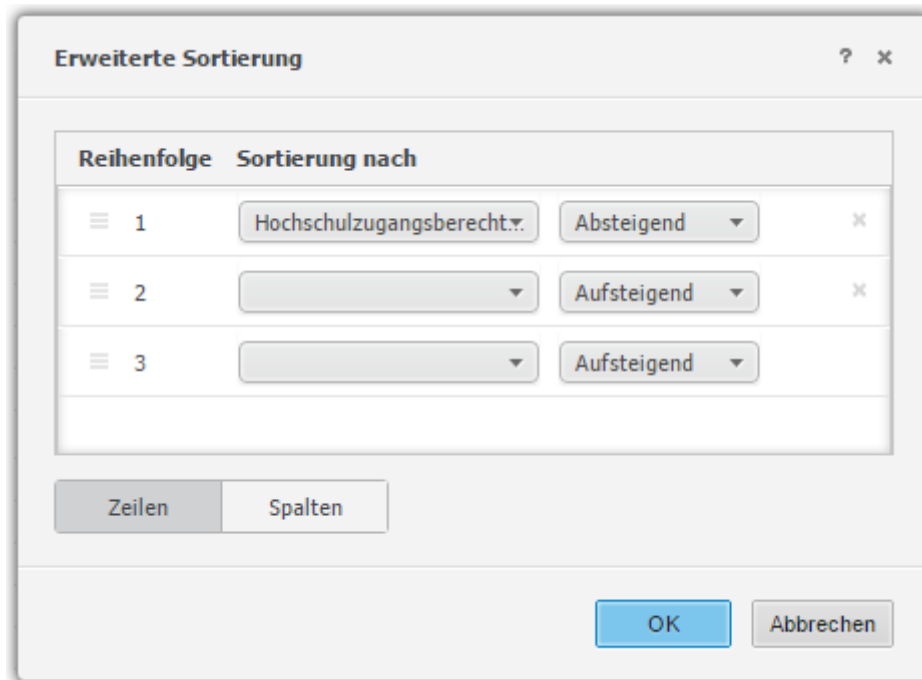 Erweiterte Sortierung ?
Reihenfolge Sortierung nach
1 Hochschulzugangsberecht... Absteigend
2 Aufsteigend
3 Aufsteigend
Zeilen Spalten
OK Abbrechen